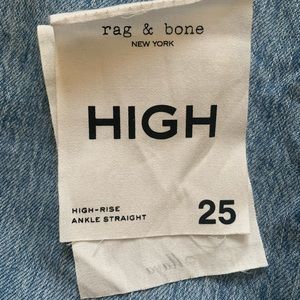 rag & bone
NEW YORK
HIGH
HIGH-RISE
ANKLE STRAIGHT
25